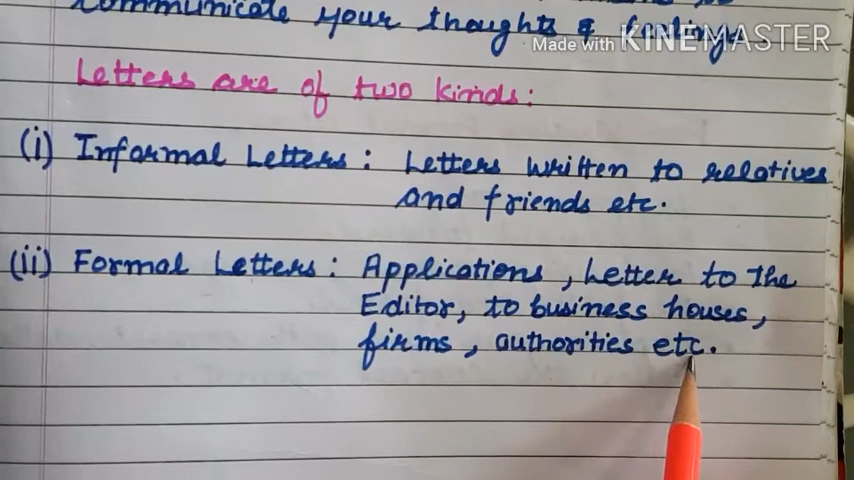 communicate your thoughts & feelings
Made with KINEMASTER
Letters are of two kinds:
(i) Informal Letters: Letters written to relatives
and friends etc.
(ii) Formal Letters: Applications, Letter to the
Editor, to business houses,
firms, authorities etc.